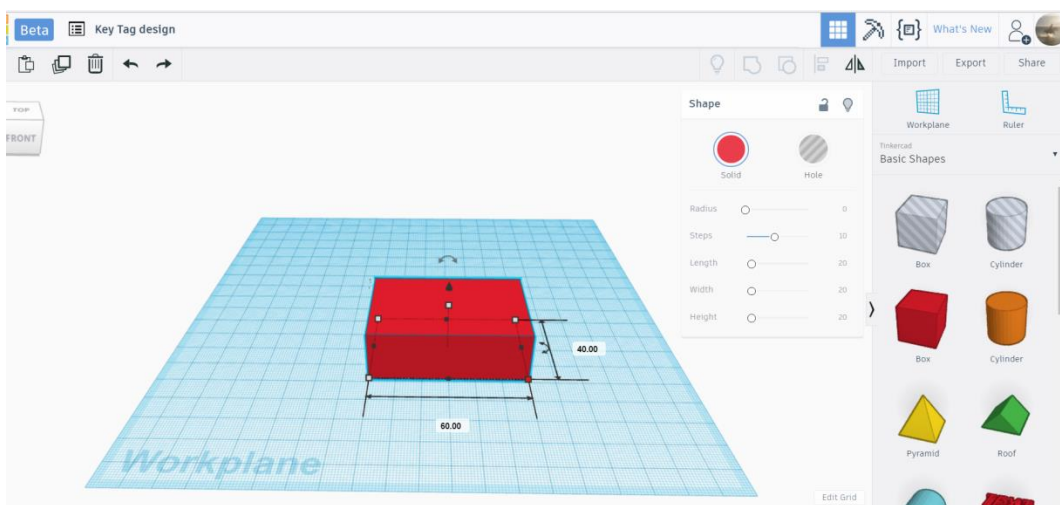 Beta Key Tag design What's New
Import Export Share
TOP
FRONT
Shape
Solid Hole
Radius 0
Steps 10
Length 20
Width 20
Height 20
Workplane Ruler
Tinkercad
Basic Shapes
Box Cylinder
Box Cylinder
Pyramid Roof
40.00
60.00
Workplane
Edit Grid